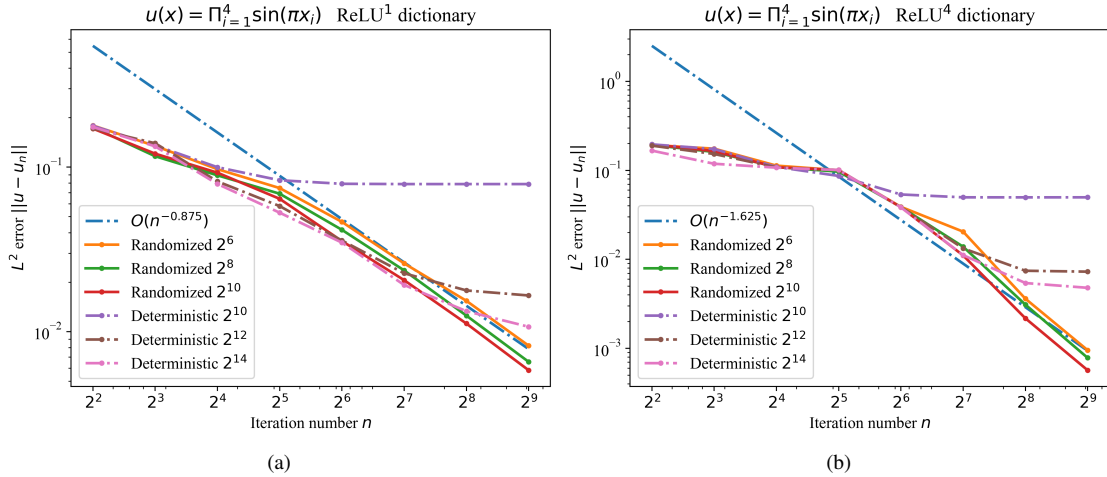 u(x) = Π⁴ᵢ₌₁ sin(πxᵢ) ReLU¹ dictionary
10⁻¹
10⁻²
L² error ||u − uₙ||
O(n⁻⁰·⁸⁷⁵)
Randomized 2⁶
Randomized 2⁸
Randomized 2¹⁰
Deterministic 2¹⁰
Deterministic 2¹²
Deterministic 2¹⁴
2² 2³ 2⁴ 2⁵ 2⁶ 2⁷ 2⁸ 2⁹
Iteration number n
(a)
u(x) = Π⁴ᵢ₌₁ sin(πxᵢ) ReLU⁴ dictionary
10⁰
10⁻¹
10⁻²
10⁻³
L² error ||u − uₙ||
O(n⁻¹·⁶²⁵)
Randomized 2⁶
Randomized 2⁸
Randomized 2¹⁰
Deterministic 2¹⁰
Deterministic 2¹²
Deterministic 2¹⁴
2² 2³ 2⁴ 2⁵ 2⁶ 2⁷ 2⁸ 2⁹
Iteration number n
(b)